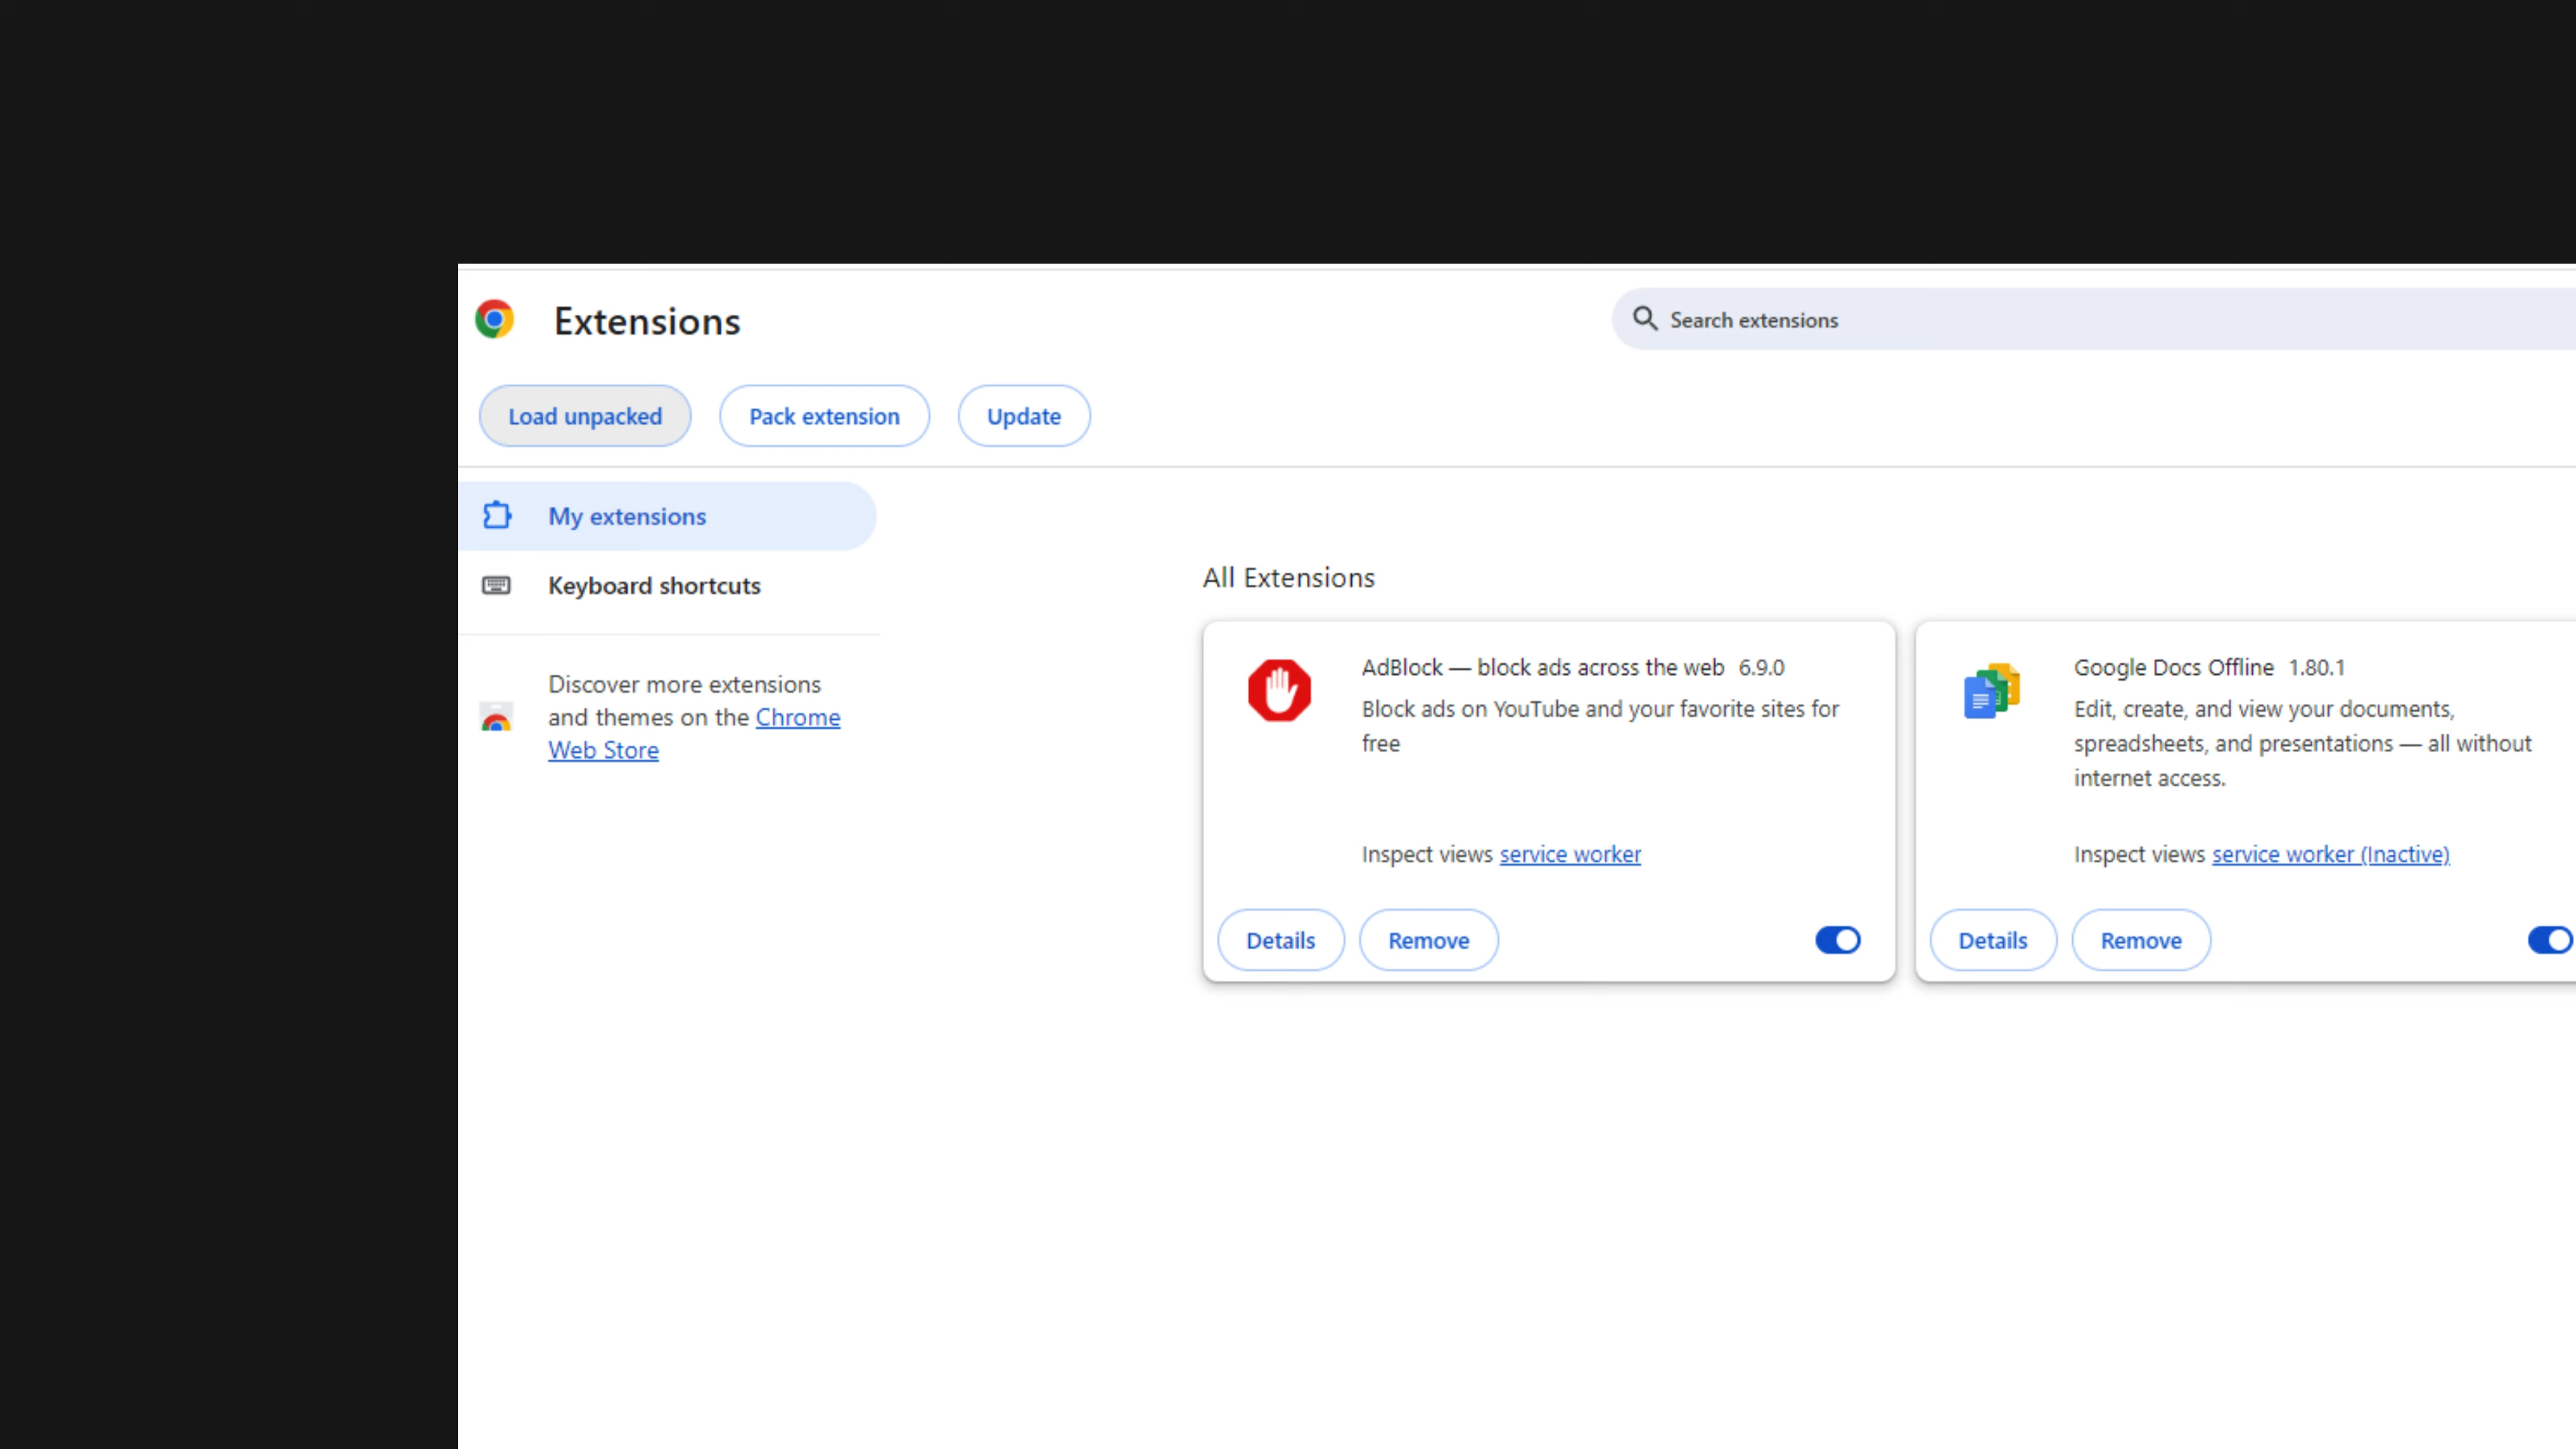 Extensions
Search extensions
Load unpacked
Pack extension
Update
My extensions
Keyboard shortcuts
Discover more extensions
and themes on the Chrome
Web Store
All Extensions
AdBlock — block ads across the web 6.9.0
Block ads on YouTube and your favorite sites for
free
Inspect views service worker
Details
Remove
Google Docs Offline 1.80.1
Edit, create, and view your documents,
spreadsheets, and presentations — all without
internet access.
Inspect views service worker (Inactive)
Details
Remove